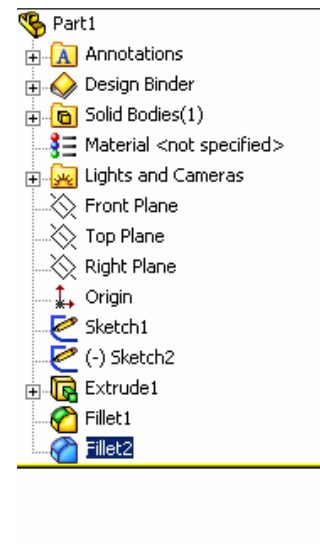 Part1
Annotations
Design Binder
Solid Bodies(1)
Material <not specified>
Lights and Cameras
Front Plane
Top Plane
Right Plane
Origin
Sketch1
(-) Sketch2
Extrude1
Fillet1
Fillet2